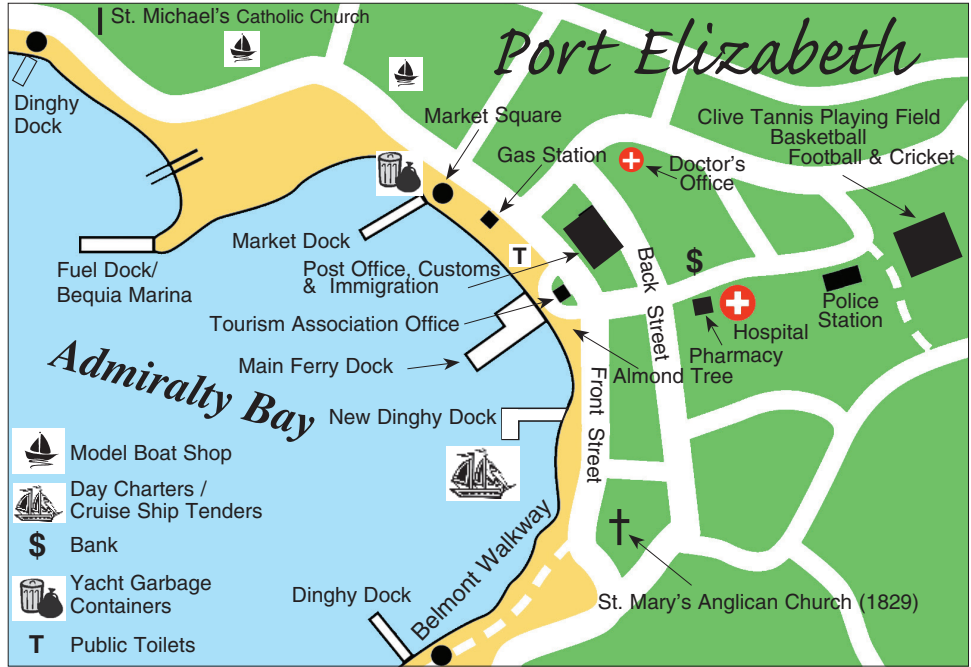 St. Michael's Catholic Church
Port Elizabeth
Dinghy
Dock
Market Square
Gas Station
Clive Tannis Playing Field
Basketball
Football & Cricket
Doctor's
Office
Market Dock
T
Fuel Dock/
Bequia Marina
Post Office, Customs
& Immigration
Back Street
$
Police
Station
Tourism Association Office
Hospital
Pharmacy
Main Ferry Dock
Almond Tree
Admiralty Bay
Front Street
New Dinghy Dock
Model Boat Shop
Day Charters /
Cruise Ship Tenders
$ Bank
Yacht Garbage
Containers
T Public Toilets
Belmont Walkway
Dinghy Dock
St. Mary's Anglican Church (1829)